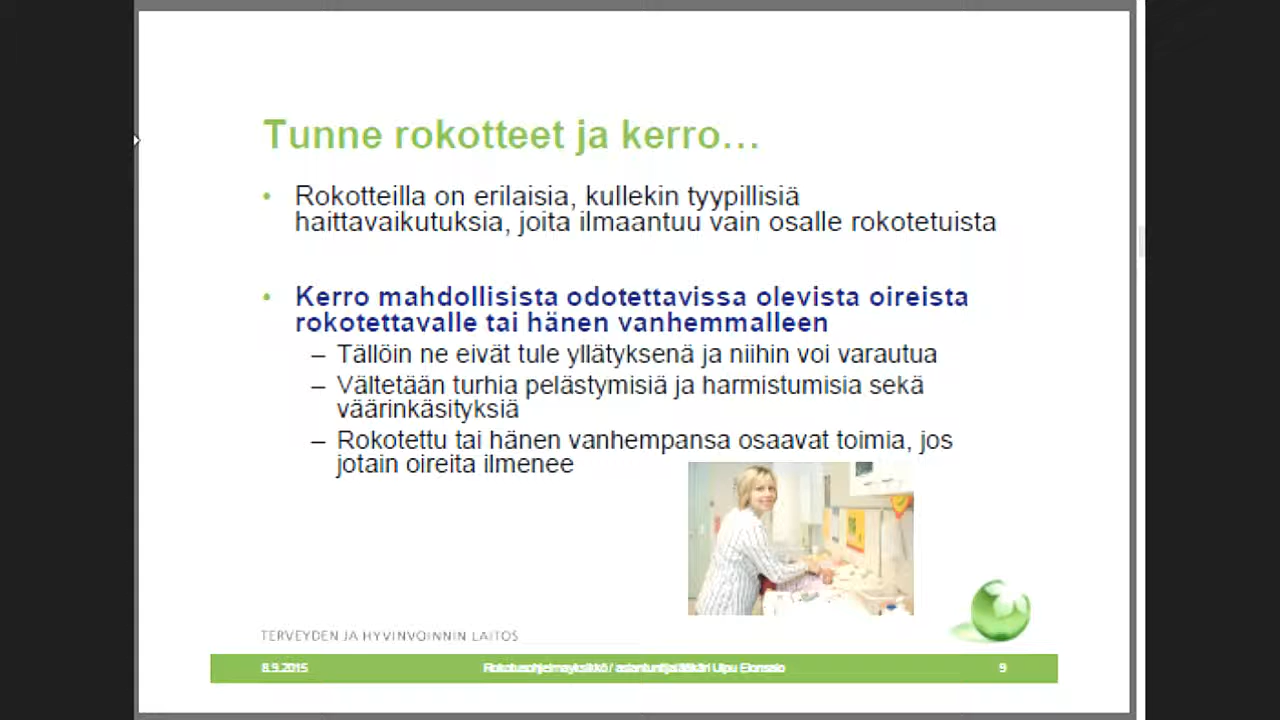 Tunne rokotteet ja kerro…
• Rokotteilla on erilaisia, kullekin tyypillisiä
haittavaikutuksia, joita ilmaantuu vain osalle rokotetuista
• Kerro mahdollisista odotettavissa olevista oireista
rokotettavalle tai hänen vanhemmalleen
– Tällöin ne eivät tule yllätyksenä ja niihin voi varautua
– Vältetään turhia pelästymisiä ja harmistumisia sekä
väärinkäsityksiä
– Rokotettu tai hänen vanhempansa osaavat toimia, jos
jotain oireita ilmenee
TERVEYDEN JA HYVINVOINNIN LAITOS
8.9.2015 / Ulpu Elonsalo 9